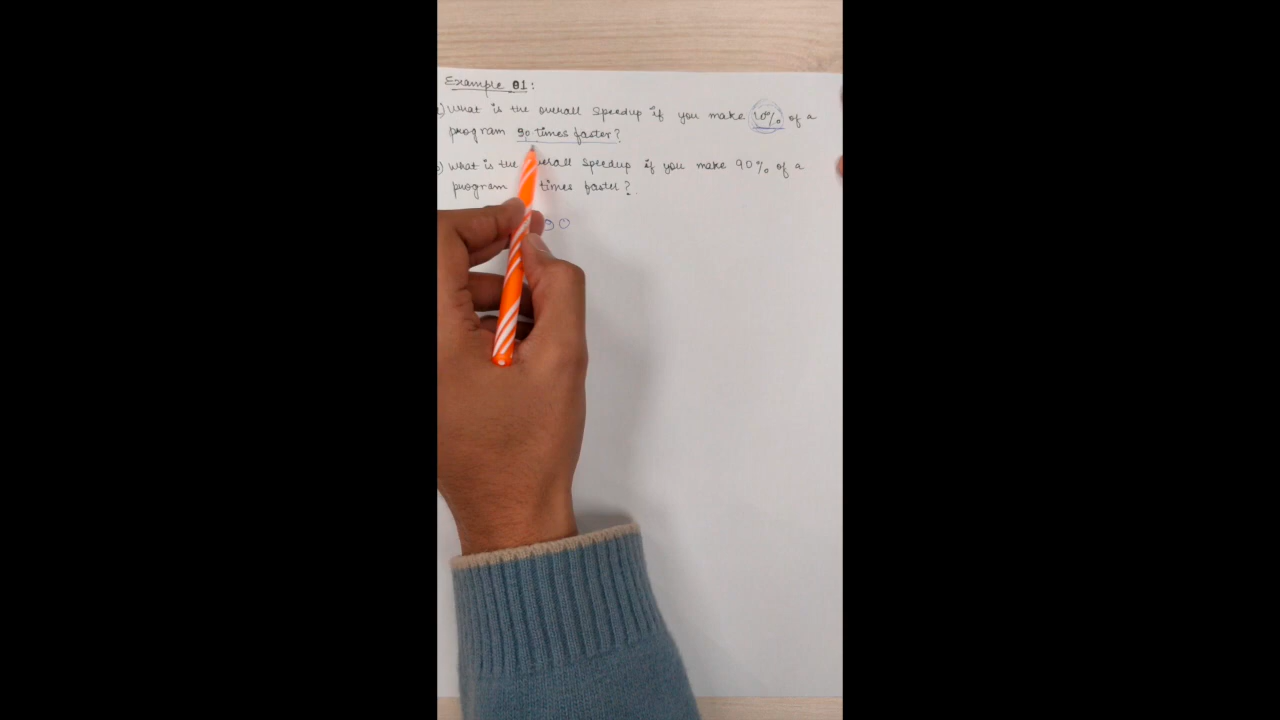 Example 01:
What is the overall speedup if you make 10% of a
program 90 times faster?
What is the overall speedup if you make 90% of a
program times faster?